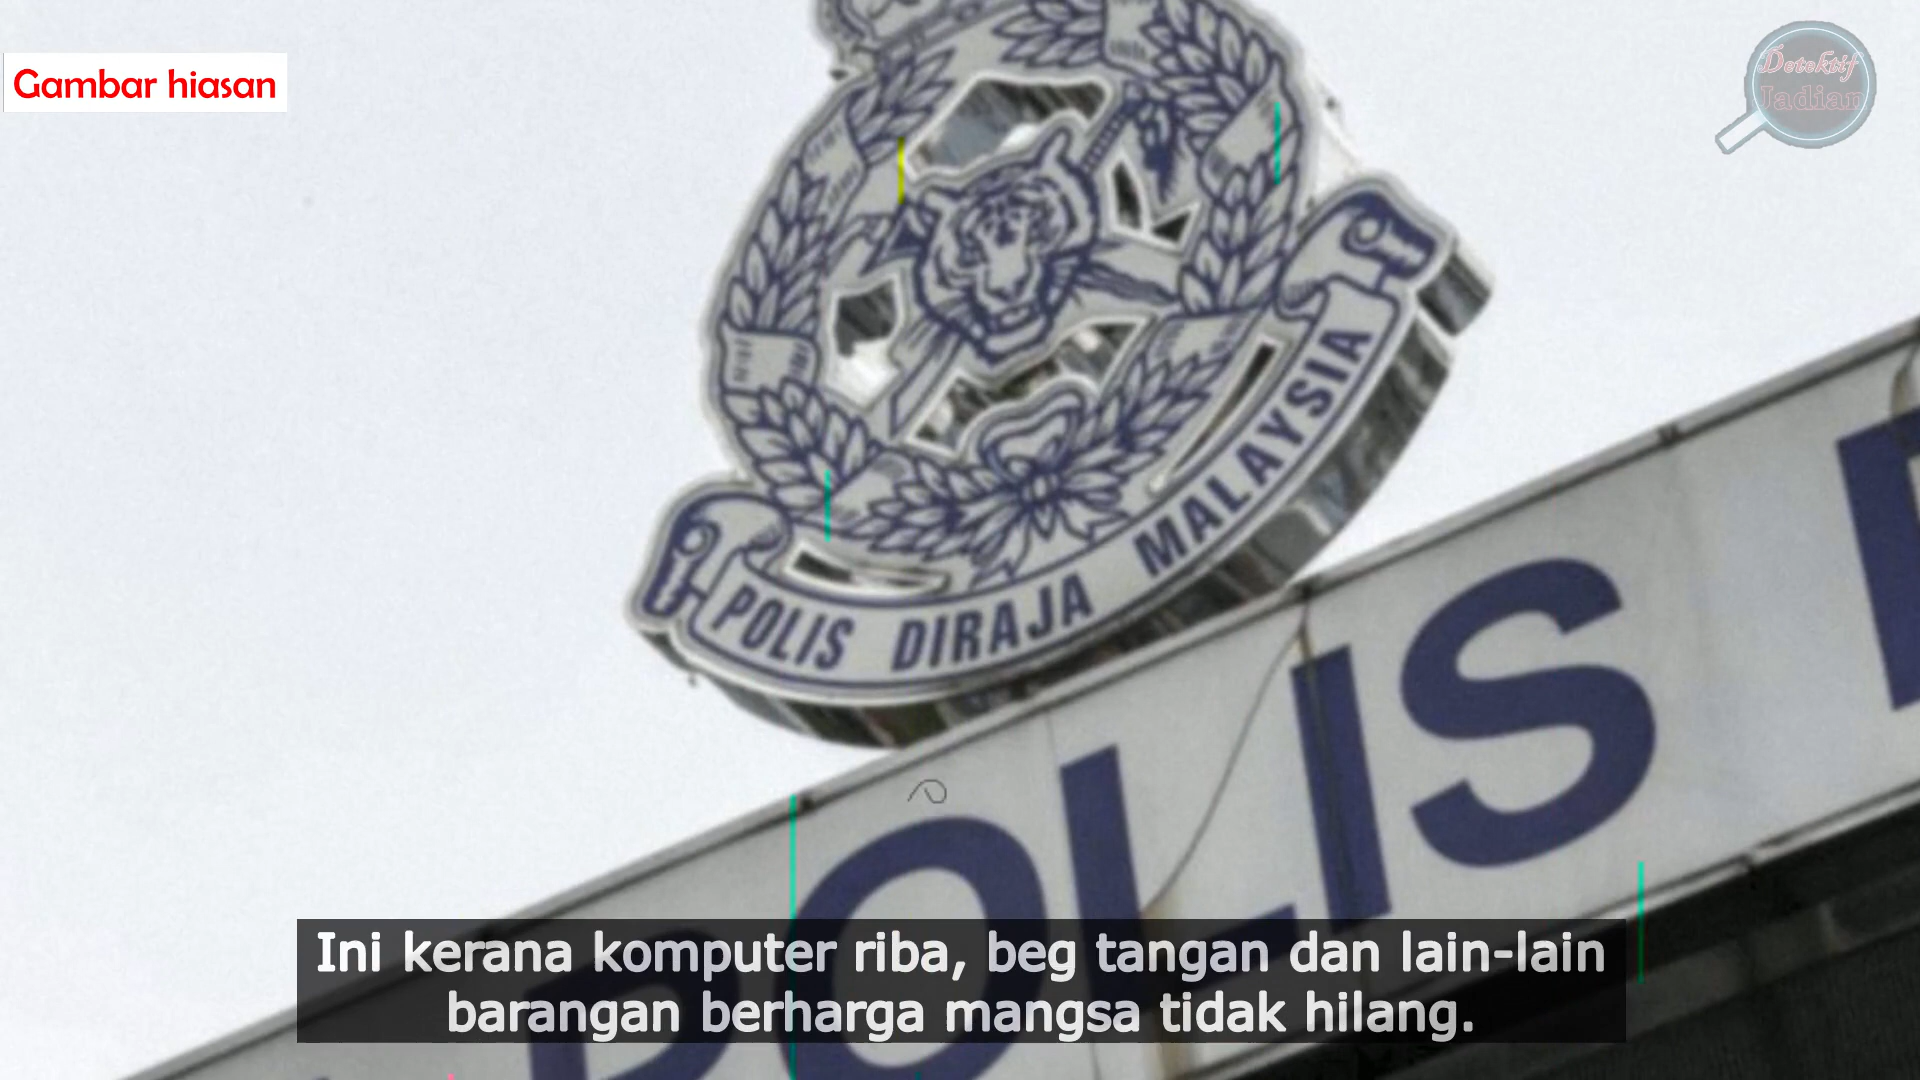 Gambar hiasan
Detektif
Jadian
POLIS DIRAJA MALAYSIA
POLIS
Ini kerana komputer riba, beg tangan dan lain-lain
barangan berharga mangsa tidak hilang.